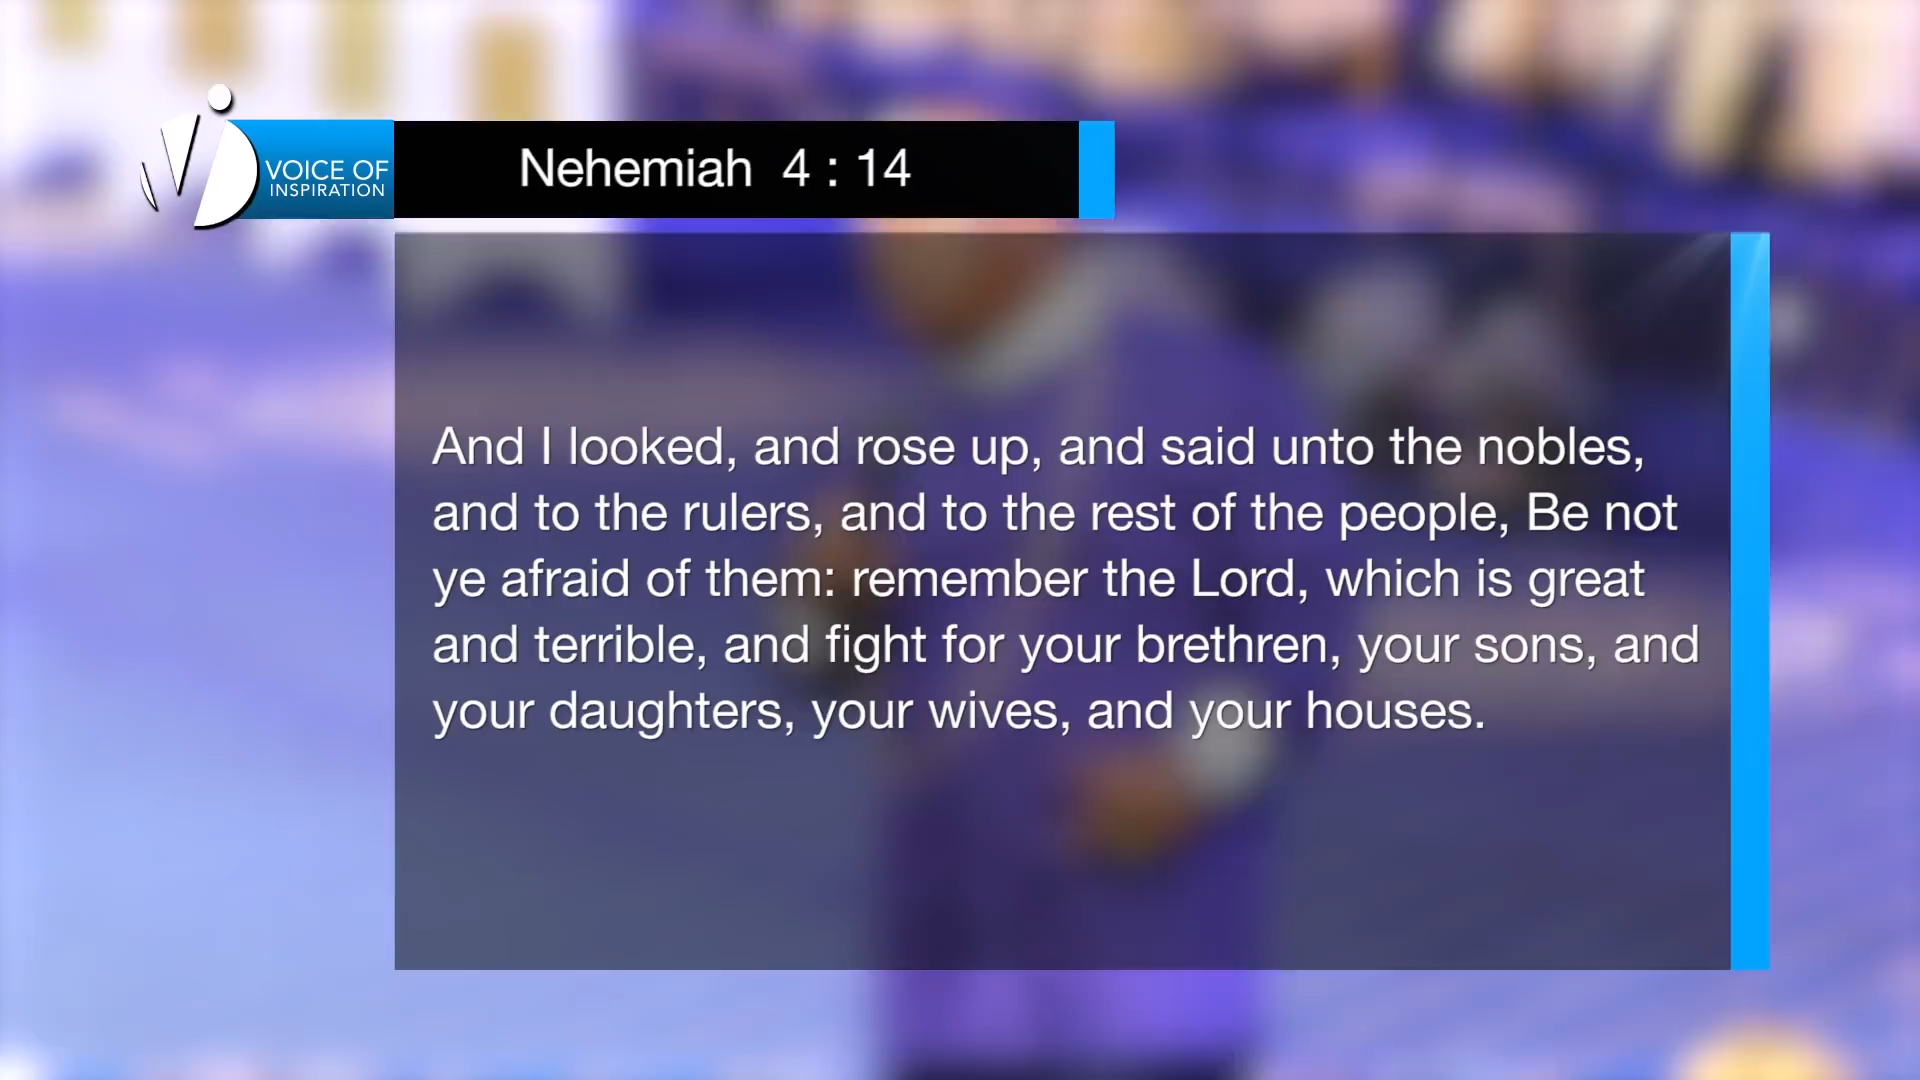 VOICE OF
INSPIRATION
Nehemiah 4 : 14
And I looked, and rose up, and said unto the nobles,
and to the rulers, and to the rest of the people, Be not
ye afraid of them: remember the Lord, which is great
and terrible, and fight for your brethren, your sons, and
your daughters, your wives, and your houses.